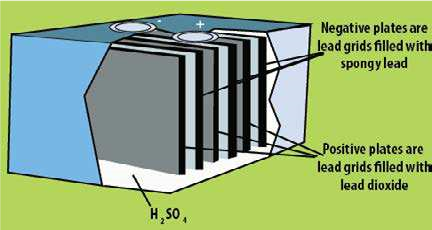 - +
Negative plates are
lead grids filled with
spongy lead
Positive plates are
lead grids filled with
lead dioxide
H₂SO₄